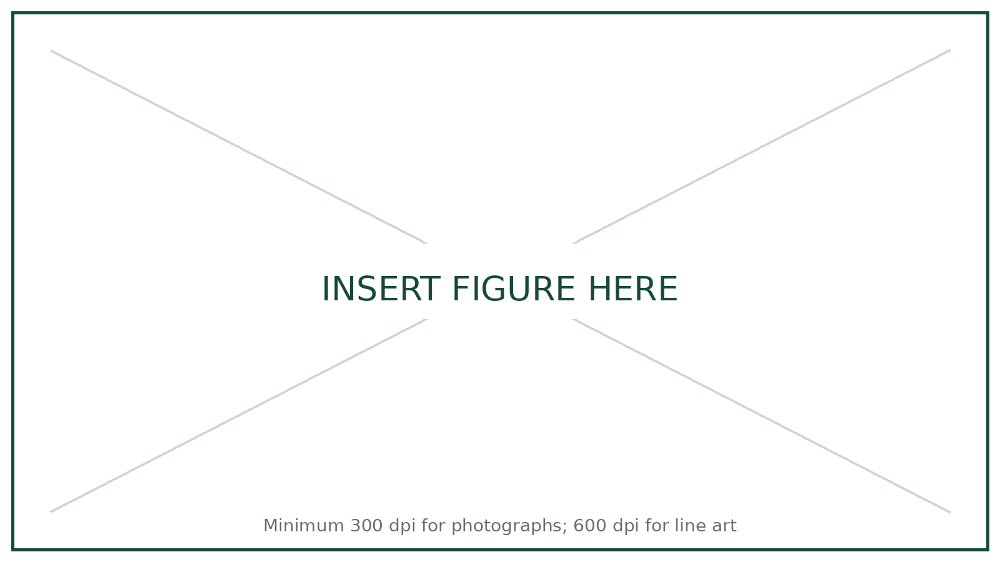 INSERT FIGURE HERE
Minimum 300 dpi for photographs; 600 dpi for line art